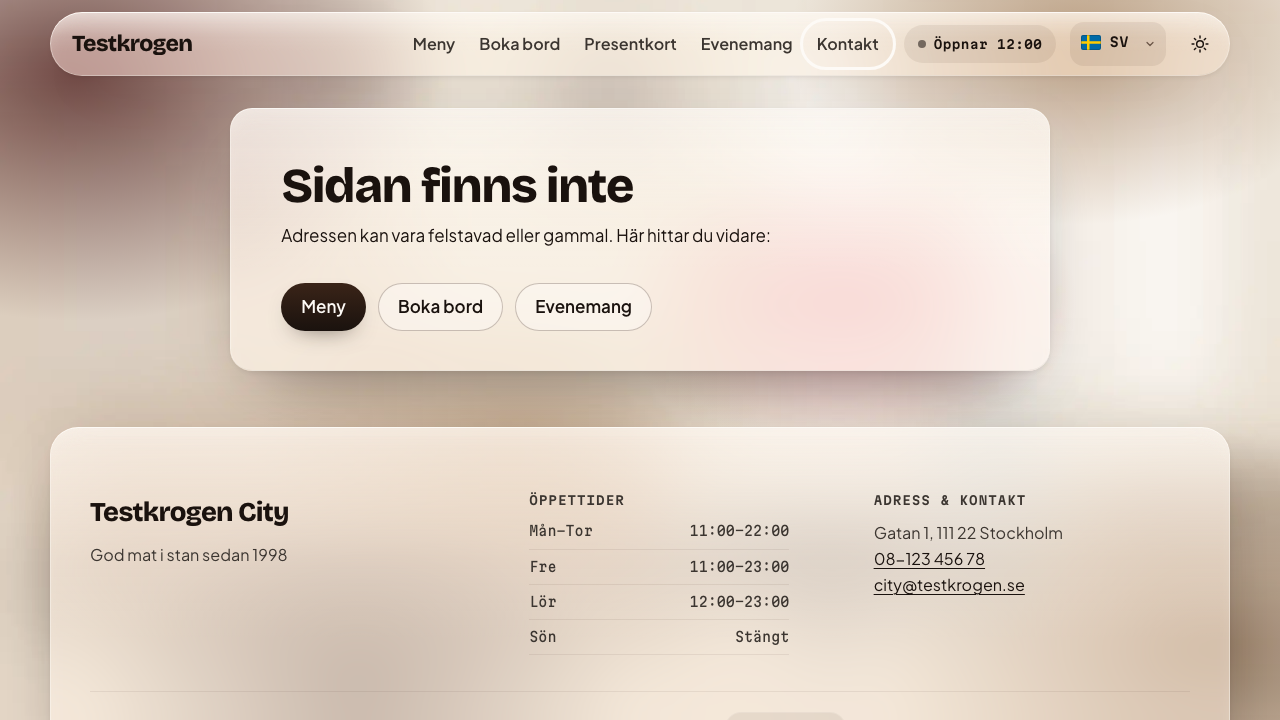 Testkrogen
Meny
Boka bord
Presentkort
Evenemang
Kontakt
Öppnar 12:00
SV
Sidan finns inte
Adressen kan vara felstavad eller gammal. Här hittar du vidare:
Meny
Boka bord
Evenemang
Testkrogen City
God mat i stan sedan 1998
ÖPPETTIDER
Mån–Tor 11:00–22:00
Fre 11:00–23:00
Lör 12:00–23:00
Sön Stängt
ADRESS & KONTAKT
Gatan 1, 111 22 Stockholm
08–123 456 78
city@testkrogen.se